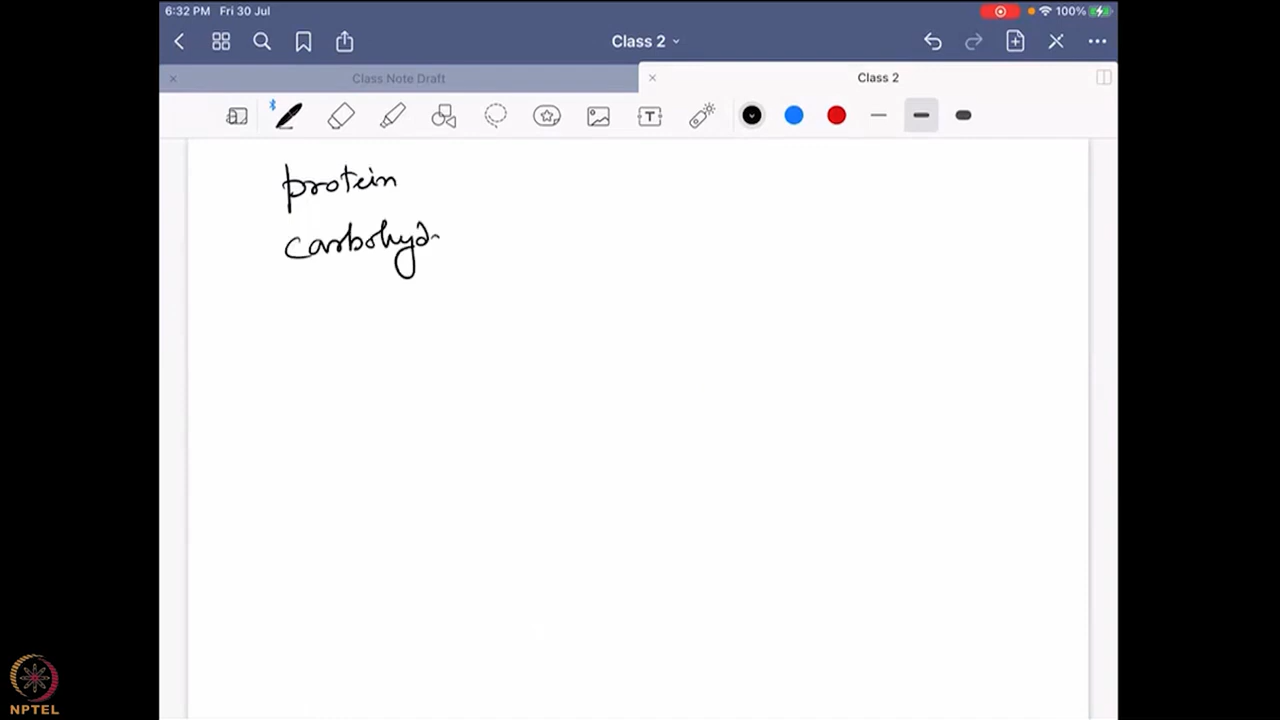 6:32 PM Fri 30 Jul
100%
Class 2
Class Note Draft
Class 2
T
protein
carbohyd
NPTEL